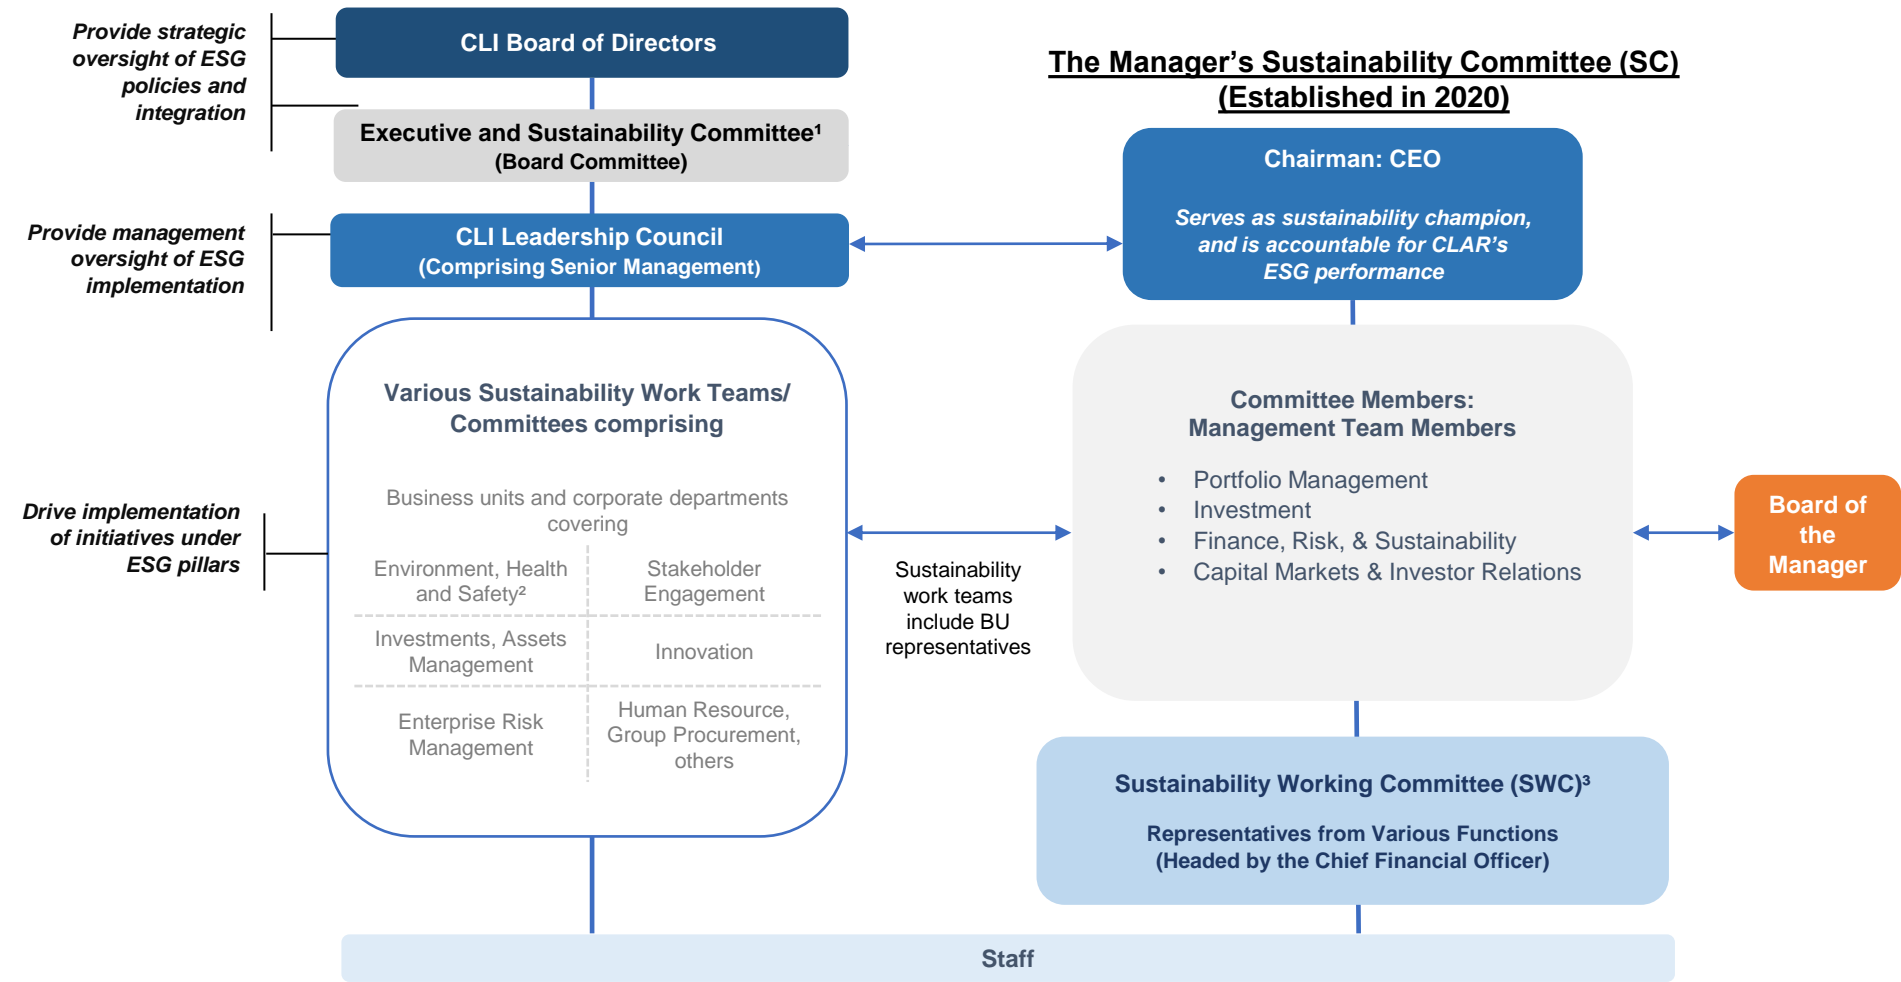 Provide strategic
oversight of ESG
policies and
integration
CLI Board of Directors
Executive and Sustainability Committee¹
(Board Committee)
Provide management
oversight of ESG
implementation
CLI Leadership Council
(Comprising Senior Management)
Drive implementation
of initiatives under
ESG pillars
Various Sustainability Work Teams/
Committees comprising
Business units and corporate departments
covering
Environment, Health
and Safety²
Stakeholder
Engagement
Investments, Assets
Management
Innovation
Enterprise Risk
Management
Human Resource,
Group Procurement,
others
Sustainability
work teams
include BU
representatives
The Manager’s Sustainability Committee (SC)
(Established in 2020)
Chairman: CEO
Serves as sustainability champion,
and is accountable for CLAR’s
ESG performance
Committee Members:
Management Team Members
• Portfolio Management
• Investment
• Finance, Risk, & Sustainability
• Capital Markets & Investor Relations
Board of
the
Manager
Sustainability Working Committee (SWC)³
Representatives from Various Functions
(Headed by the Chief Financial Officer)
Staff